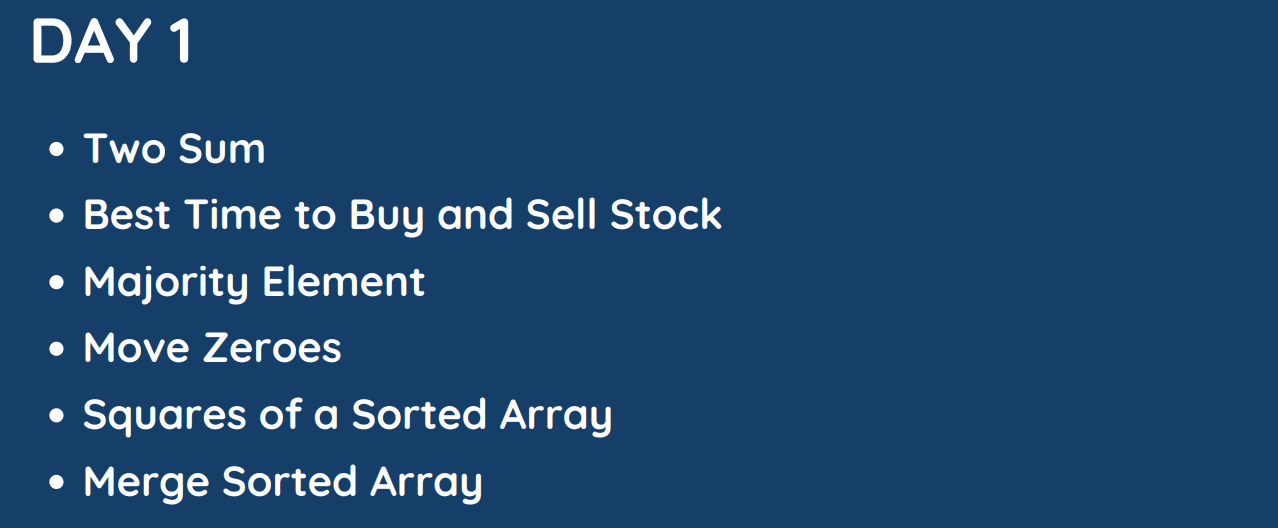 DAY 1
• Two Sum
• Best Time to Buy and Sell Stock
• Majority Element
• Move Zeroes
• Squares of a Sorted Array
• Merge Sorted Array